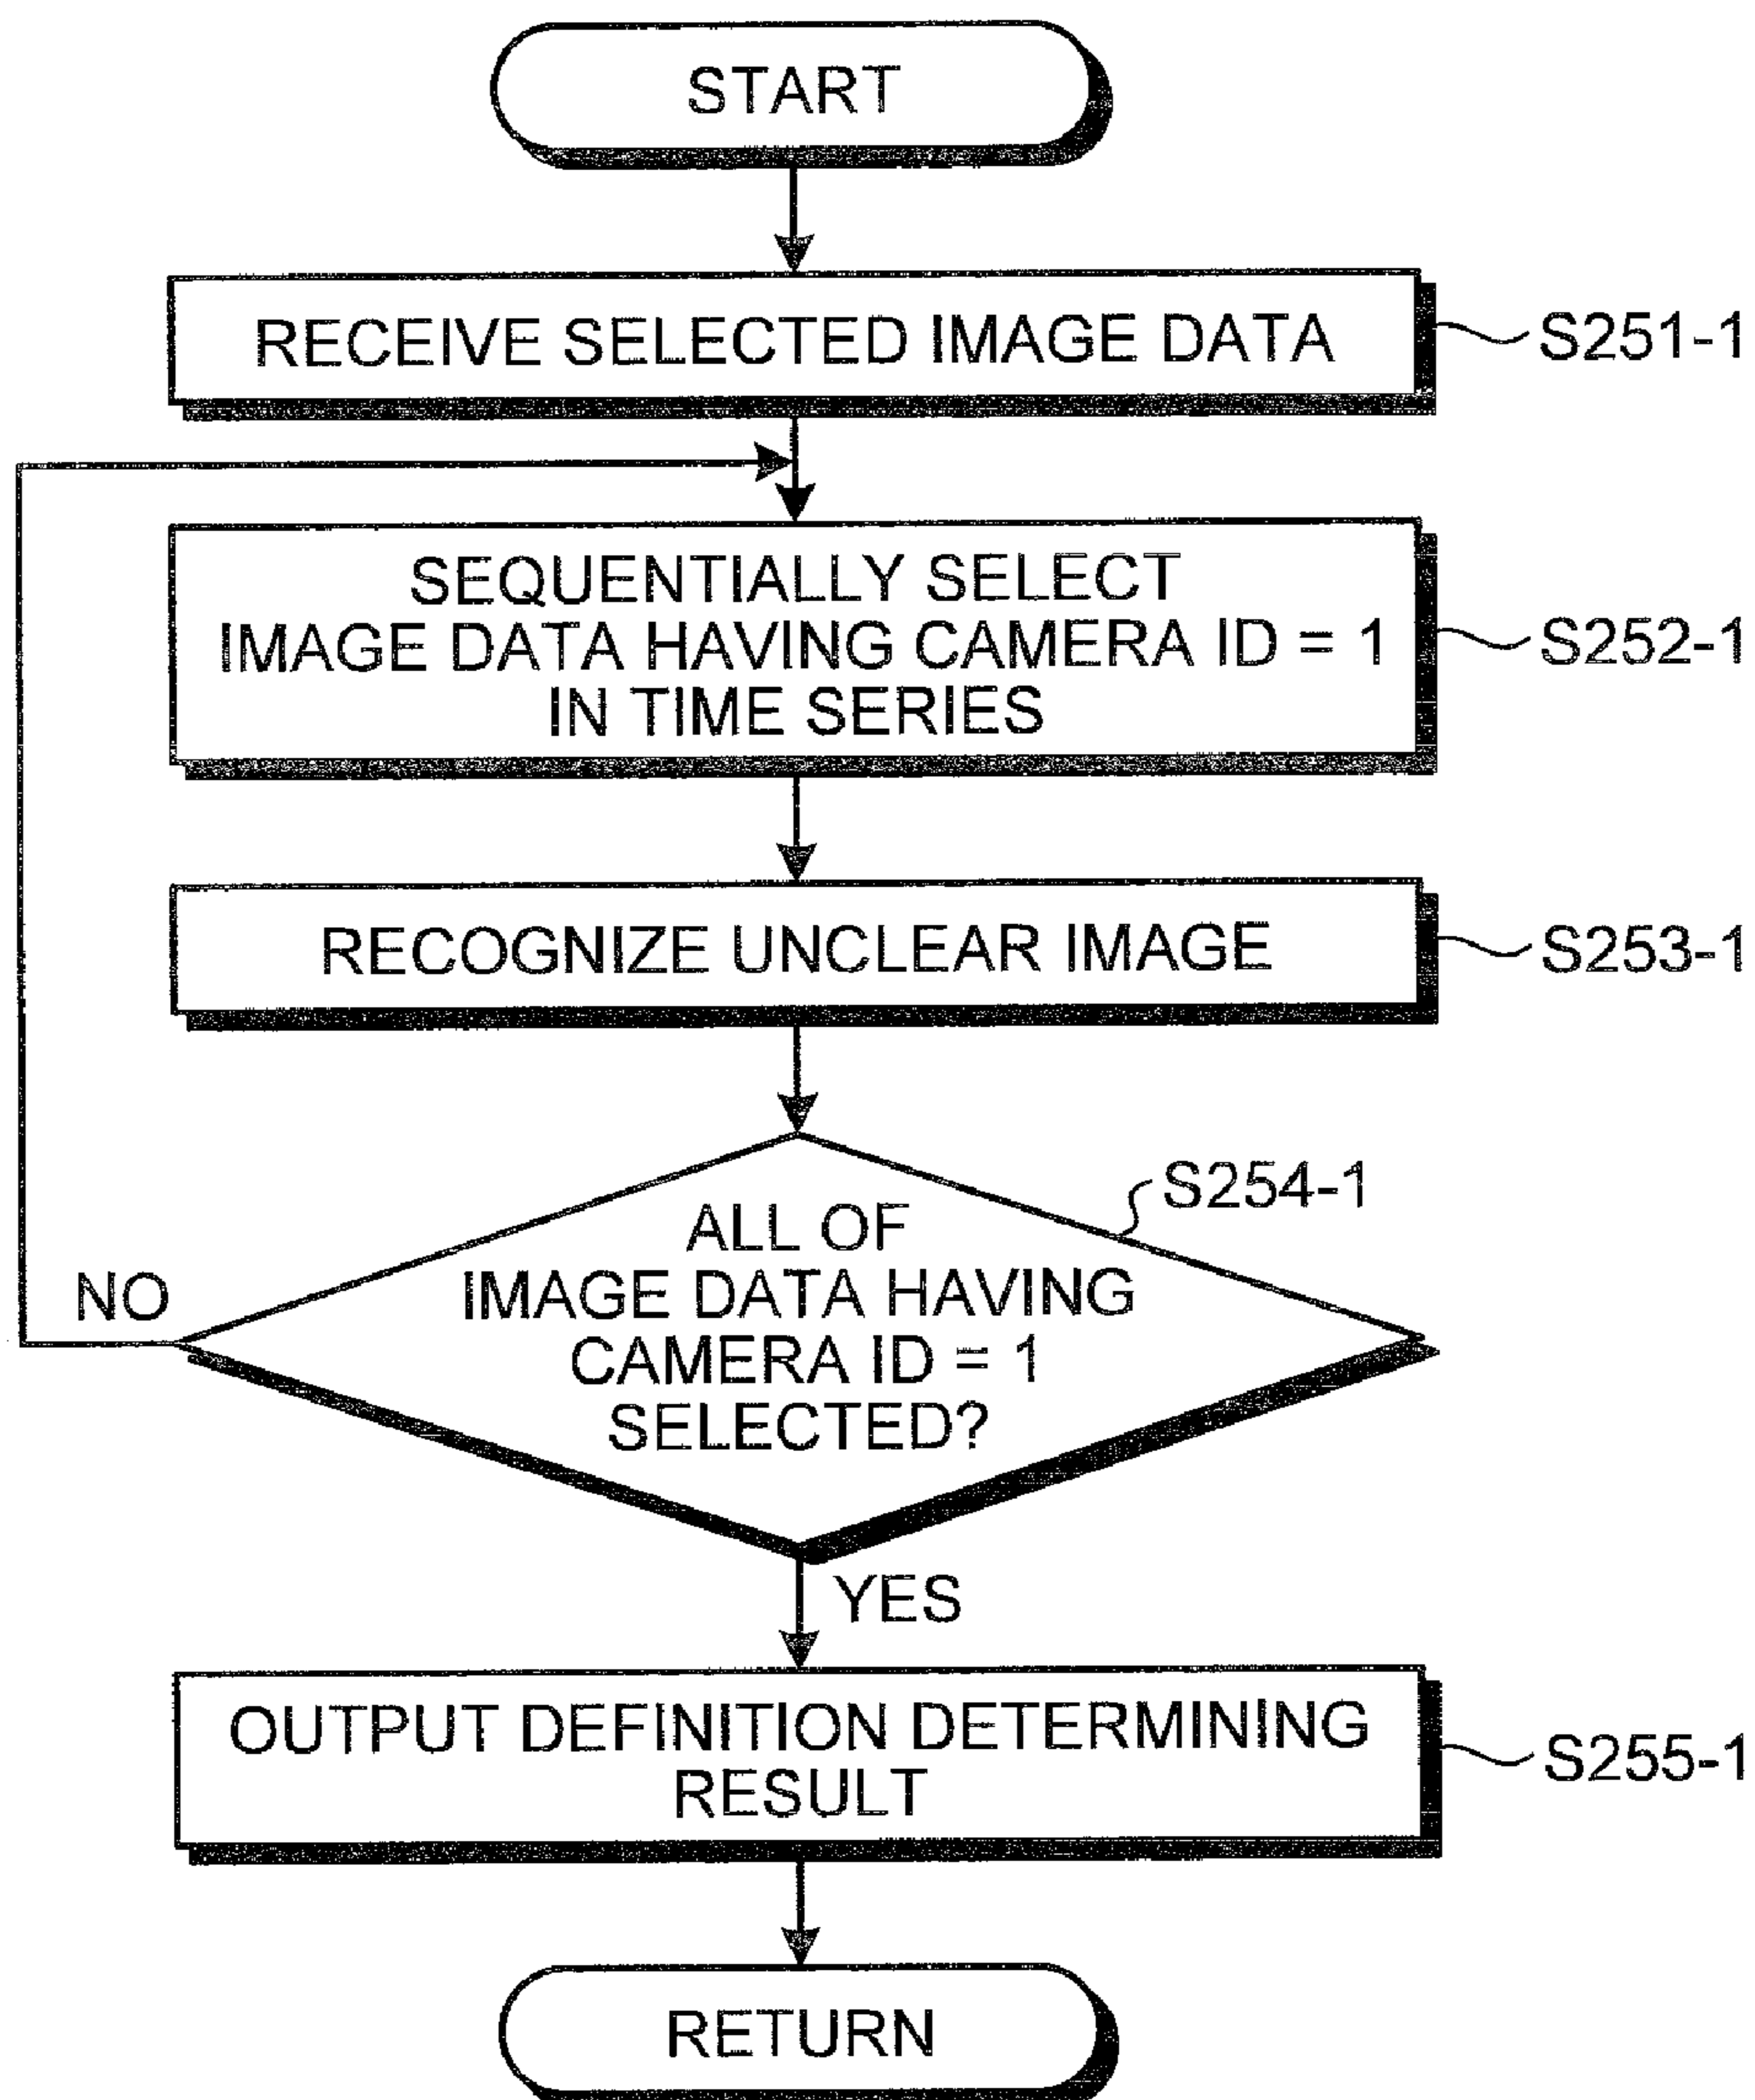 START
RECEIVE SELECTED IMAGE DATA
S251-1
SEQUENTIALLY SELECT
IMAGE DATA HAVING CAMERA ID = 1
IN TIME SERIES
S252-1
RECOGNIZE UNCLEAR IMAGE
S253-1
S254-1
ALL OF
IMAGE DATA HAVING
CAMERA ID = 1
SELECTED?
NO
YES
OUTPUT DEFINITION DETERMINING
RESULT
S255-1
RETURN